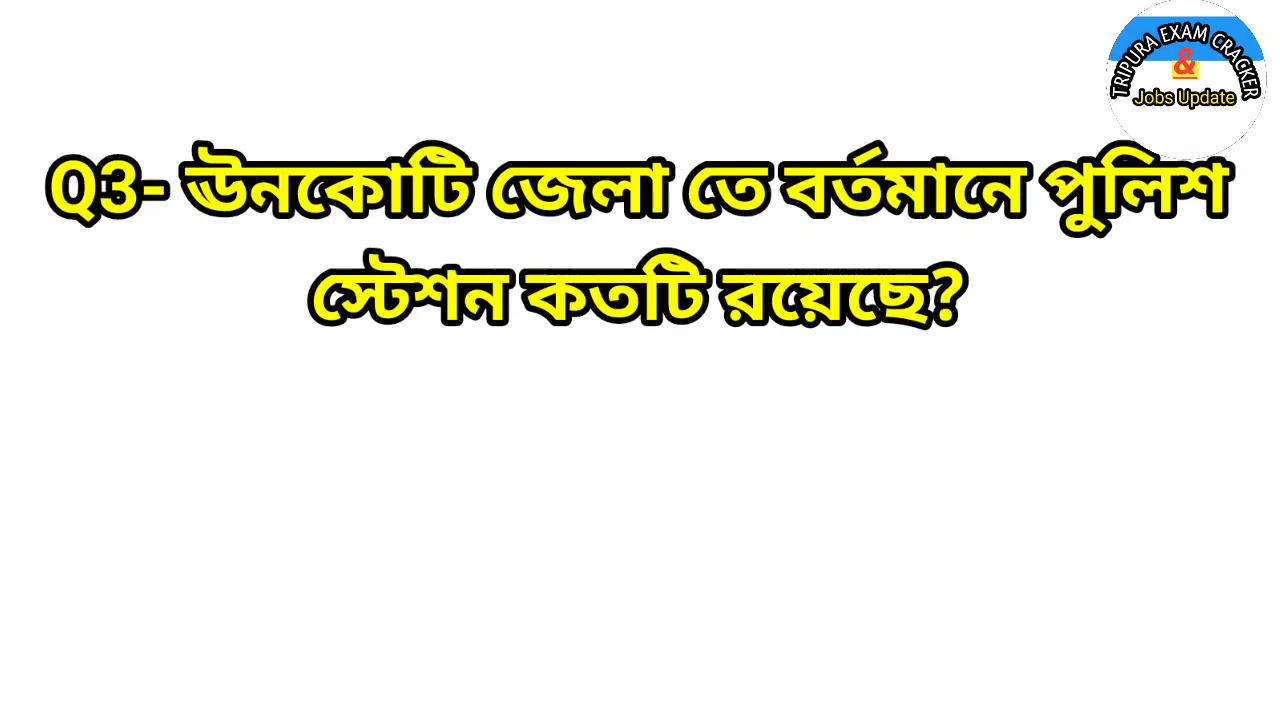 TRIPURA EXAM CRACKER
&
Jobs Update
Q3- ঊনকোটি জেলা তে বর্তমানে পুলিশ
স্টেশন কতটি রয়েছে?